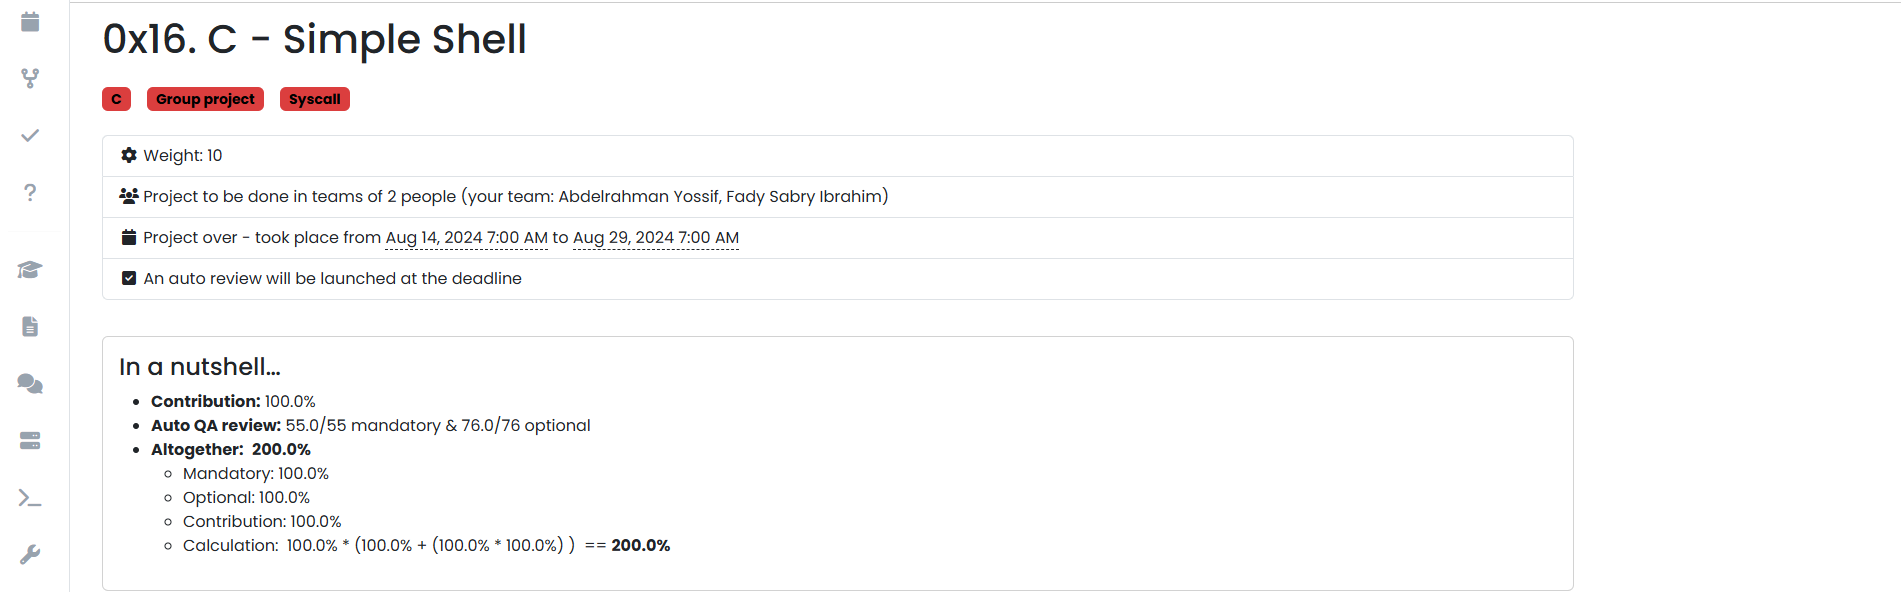 0x16. C - Simple Shell
C Group project Syscall
Weight: 10
Project to be done in teams of 2 people (your team: Abdelrahman Yossif, Fady Sabry Ibrahim)
Project over - took place from Aug 14, 2024 7:00 AM to Aug 29, 2024 7:00 AM
An auto review will be launched at the deadline
In a nutshell…
Contribution: 100.0%
Auto QA review: 55.0/55 mandatory & 76.0/76 optional
Altogether: 200.0%
Mandatory: 100.0%
Optional: 100.0%
Contribution: 100.0%
Calculation: 100.0% * (100.0% + (100.0% * 100.0%) ) == 200.0%